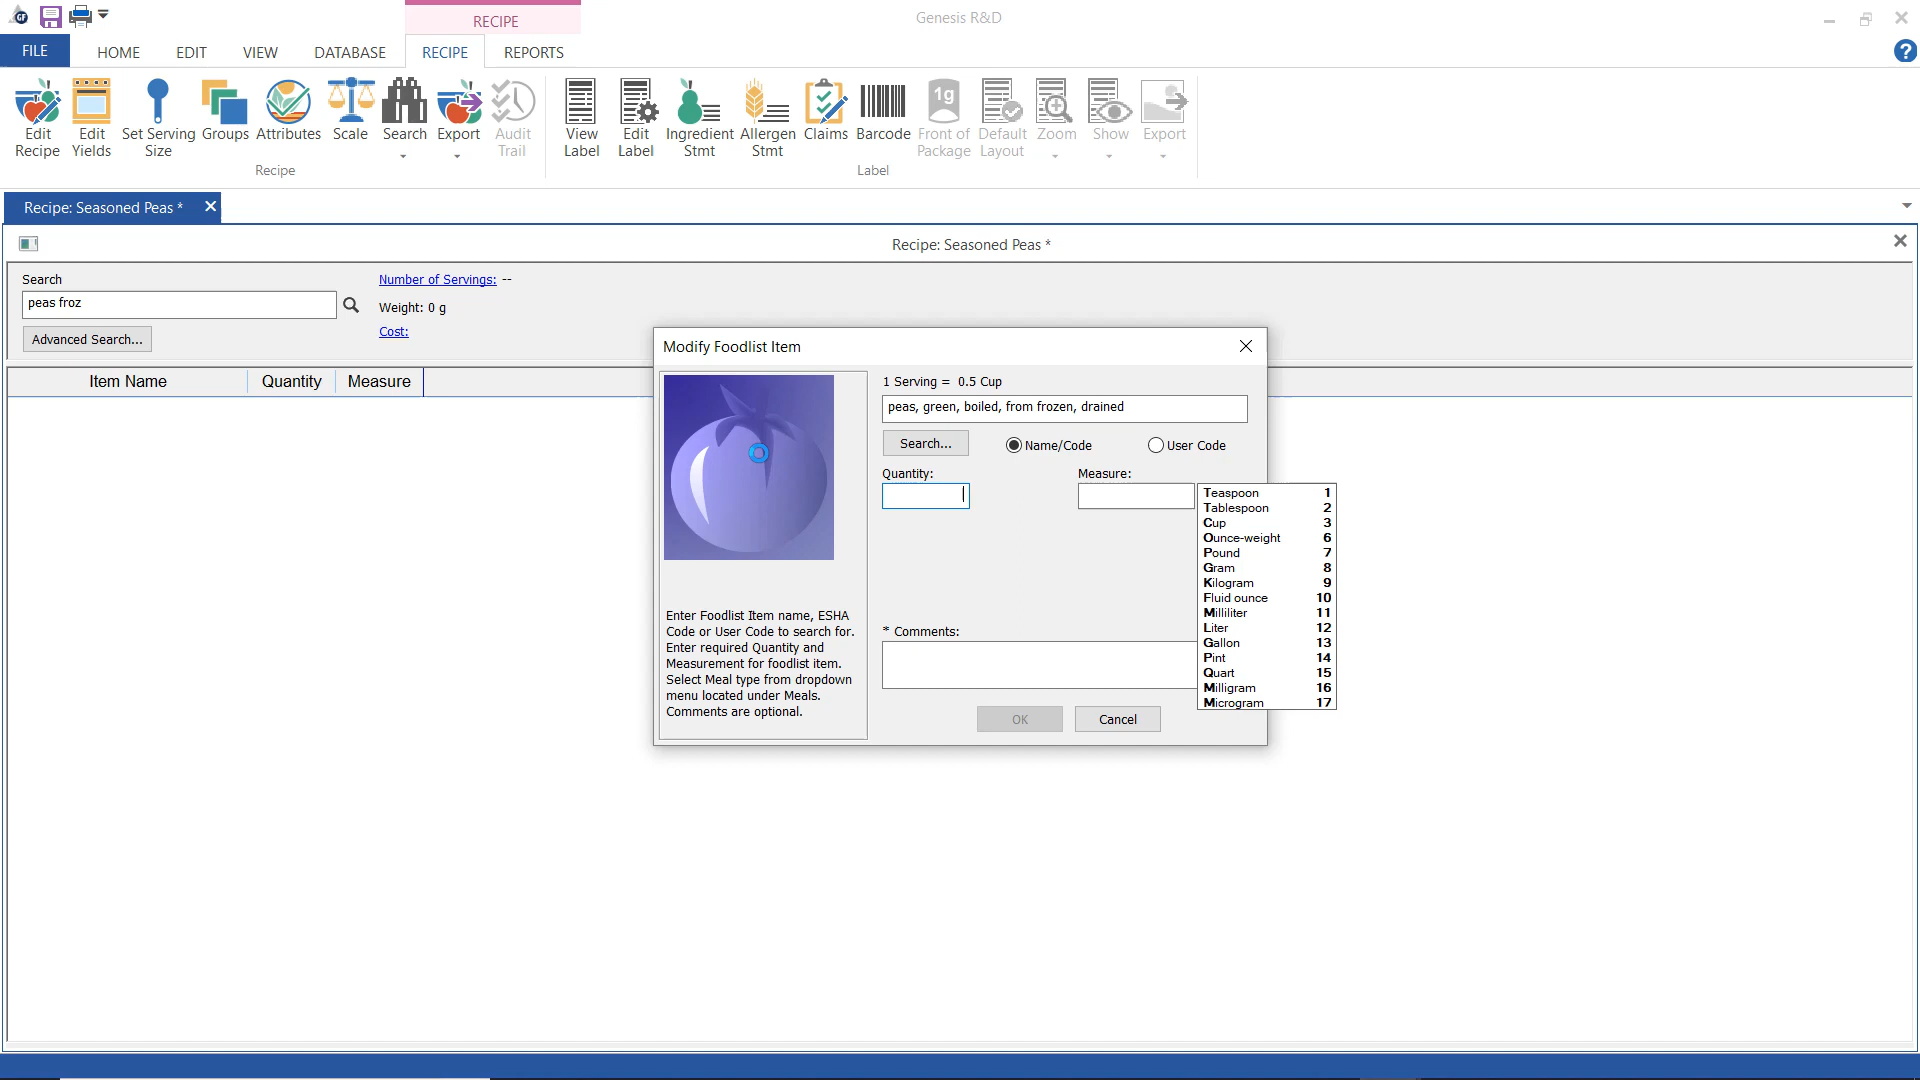 GF
RECIPE
Genesis R&D
FILE
HOME
EDIT
VIEW
DATABASE
RECIPE
REPORTS
?
Edit Recipe
Edit Yields
Set Serving Size
Groups
Attributes
Scale
Search
Export
Audit Trail
View Label
Edit Label
Ingredient Stmt
Allergen Stmt
Claims
Barcode
1g
Front of Package
Default Layout
Zoom
Show
Export
Recipe
Label
Recipe: Seasoned Peas *
Recipe: Seasoned Peas *
Search
peas froz
Advanced Search...
Number of Servings: --
Weight: 0 g
Cost:
Item Name
Quantity
Measure
Modify Foodlist Item
1 Serving = 0.5 Cup
peas, green, boiled, from frozen, drained
Search...
Name/Code
User Code
Quantity:
Measure:
Teaspoon 1
Tablespoon 2
Cup 3
Ounce-weight 6
Pound 7
Gram 8
Kilogram 9
Fluid ounce 10
Milliliter 11
Liter 12
Gallon 13
Pint 14
Quart 15
Milligram 16
Microgram 17
Enter Foodlist Item name, ESHA
Code or User Code to search for.
Enter required Quantity and
Measurement for foodlist item.
Select Meal type from dropdown
menu located under Meals.
Comments are optional.
* Comments:
OK
Cancel